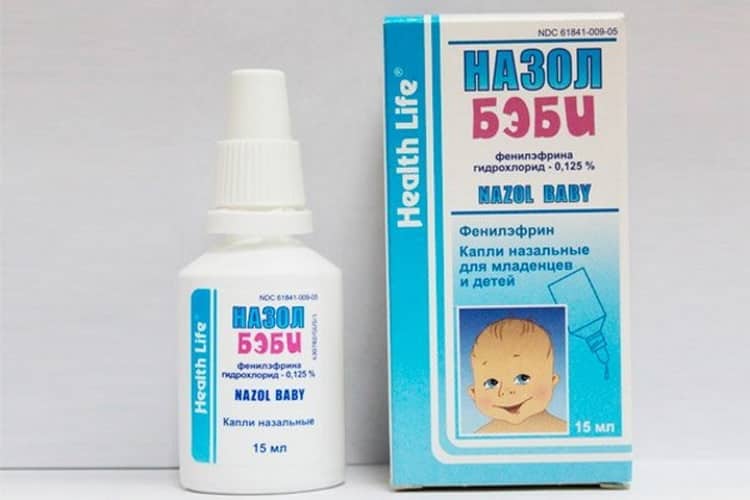 NDC 61841-009-05
НАЗОЛ
БЭБИ
фенилэфрина
гидрохлорид - 0,125 %
NAZOL BABY
Health Life®
Фенилэфрин
Капли назальные
для младенцев
и детей
15 мл
NDC 61841-009-05
НАЗОЛ
БЭБИ
фенилэфрина
гидрохлорид - 0,125 %
NAZOL BABY
Health Life
Капли назальные
15 мл